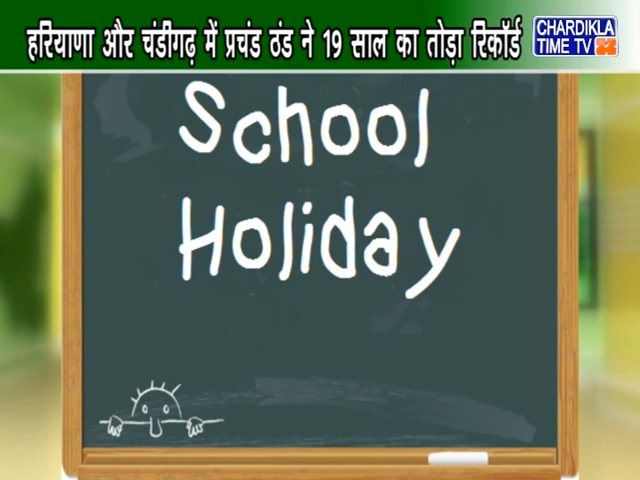 हरियाणा और चंडीगढ़ में प्रचंड ठंड ने 19 साल का तोड़ा रिकॉर्ड
CHARDIKLA
TIME TV
School
Holiday